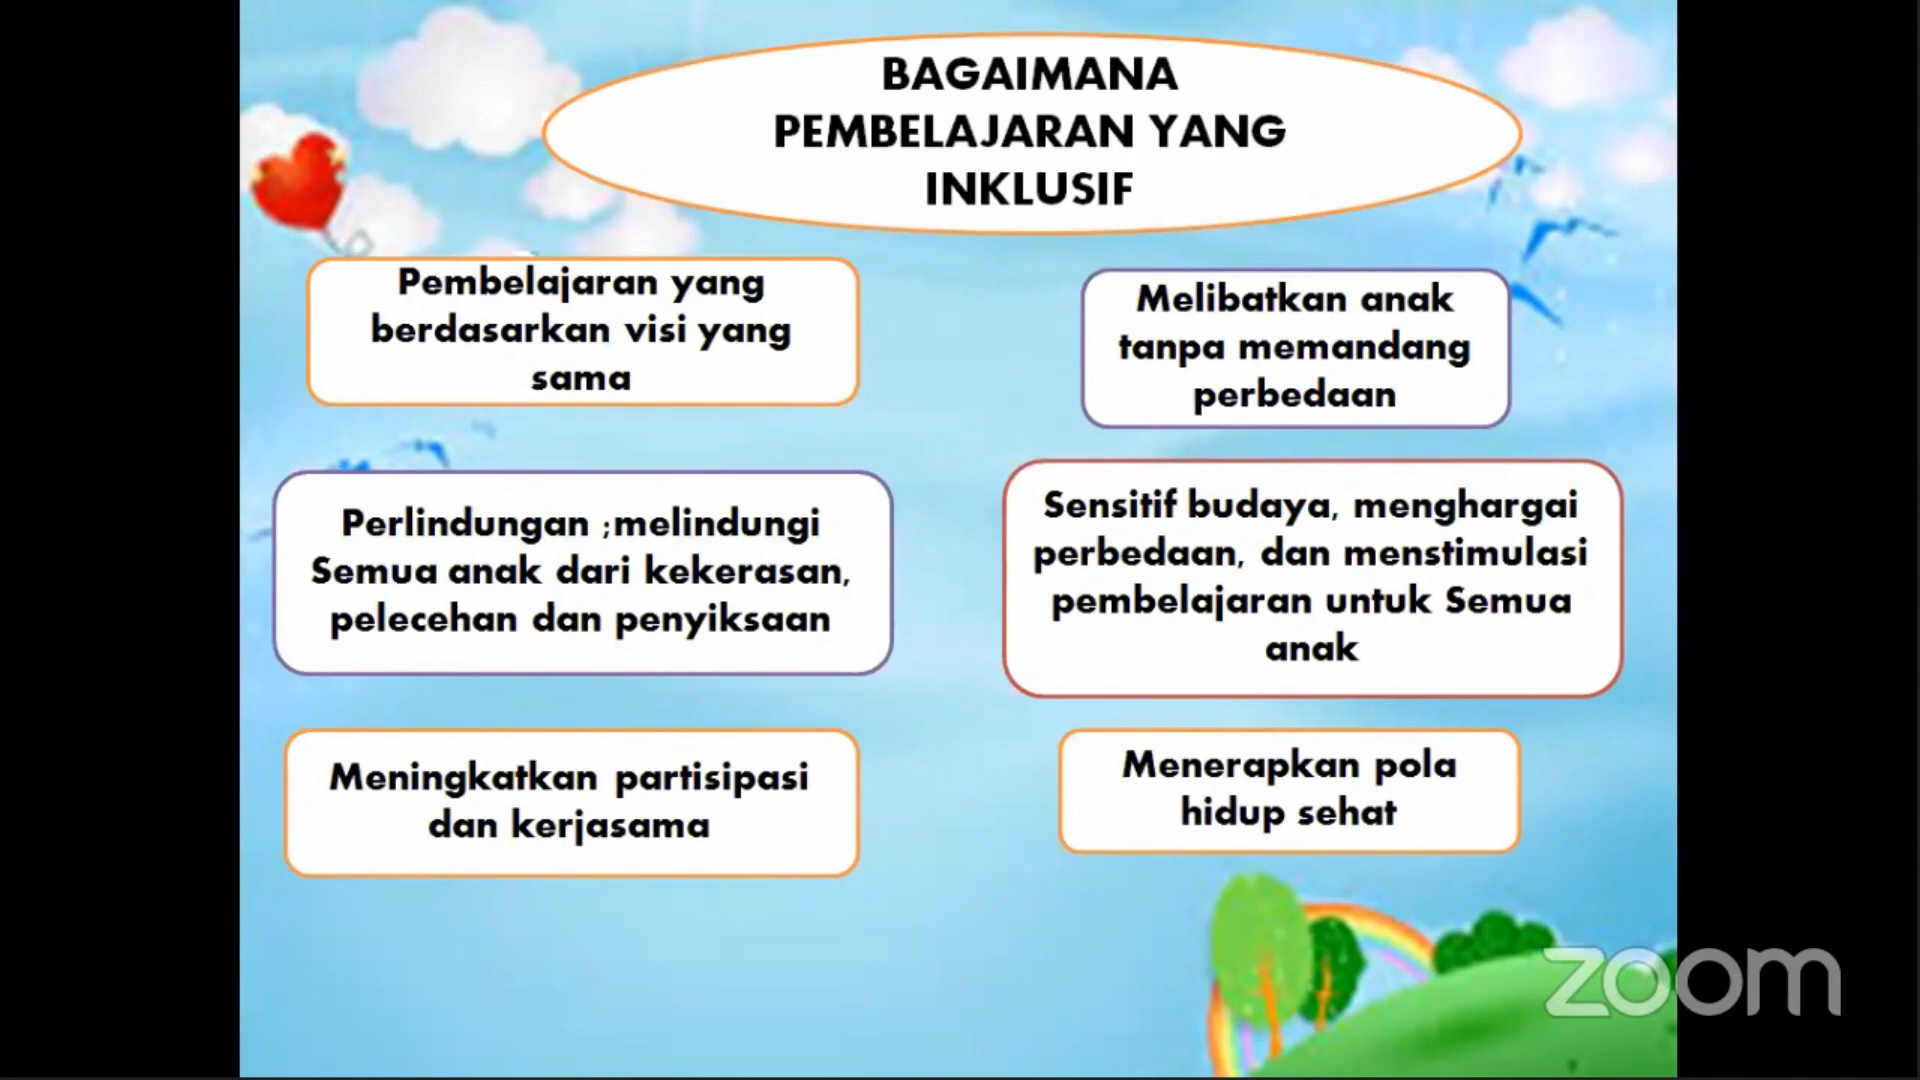 BAGAIMANA
PEMBELAJARAN YANG
INKLUSIF
Pembelajaran yang
berdasarkan visi yang
sama
Melibatkan anak
tanpa memandang
perbedaan
Perlindungan ;melindungi
Semua anak dari kekerasan,
pelecehan dan penyiksaan
Sensitif budaya, menghargai
perbedaan, dan menstimulasi
pembelajaran untuk Semua
anak
Meningkatkan partisipasi
dan kerjasama
Menerapkan pola
hidup sehat
zoom